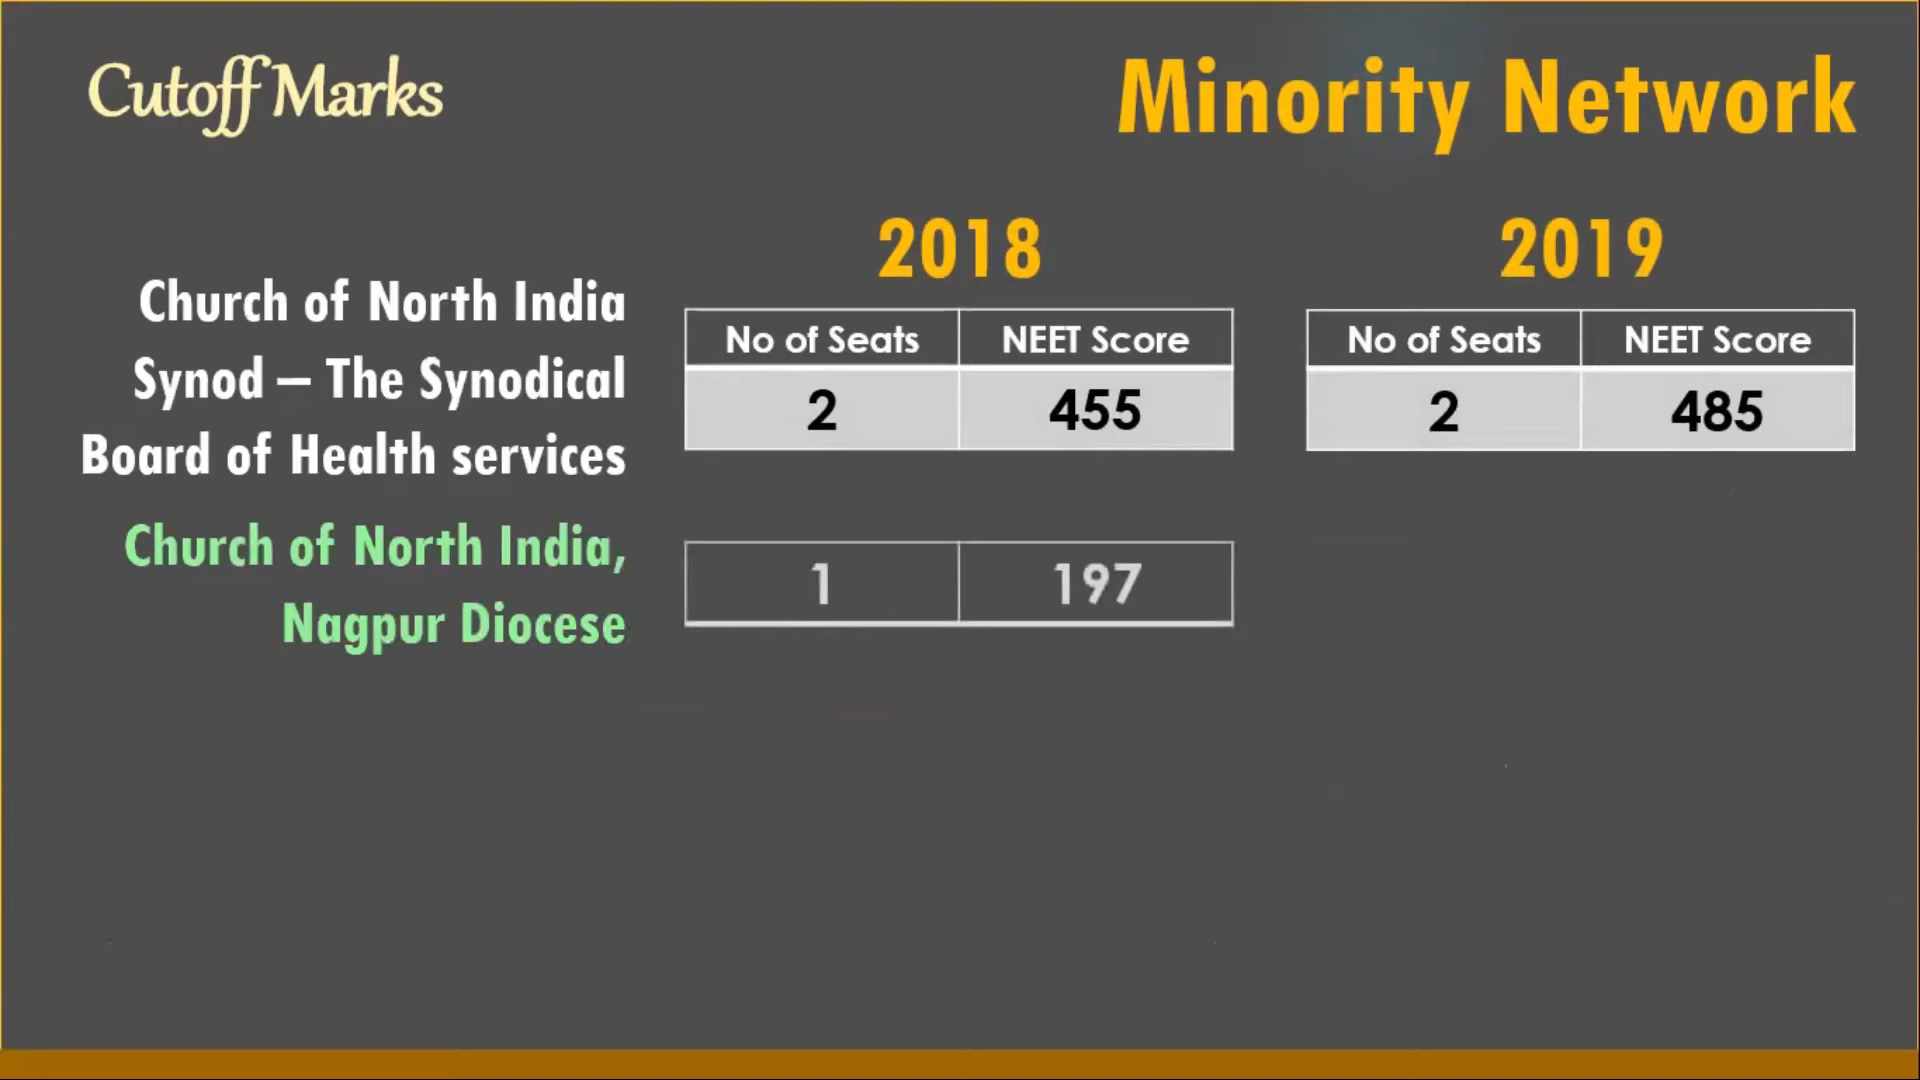 Cutoff Marks
Minority Network
2018
2019
Church of North India
Synod – The Synodical
Board of Health services
No of Seats NEET Score
2 455
No of Seats NEET Score
2 485
Church of North India,
Nagpur Diocese
1 197